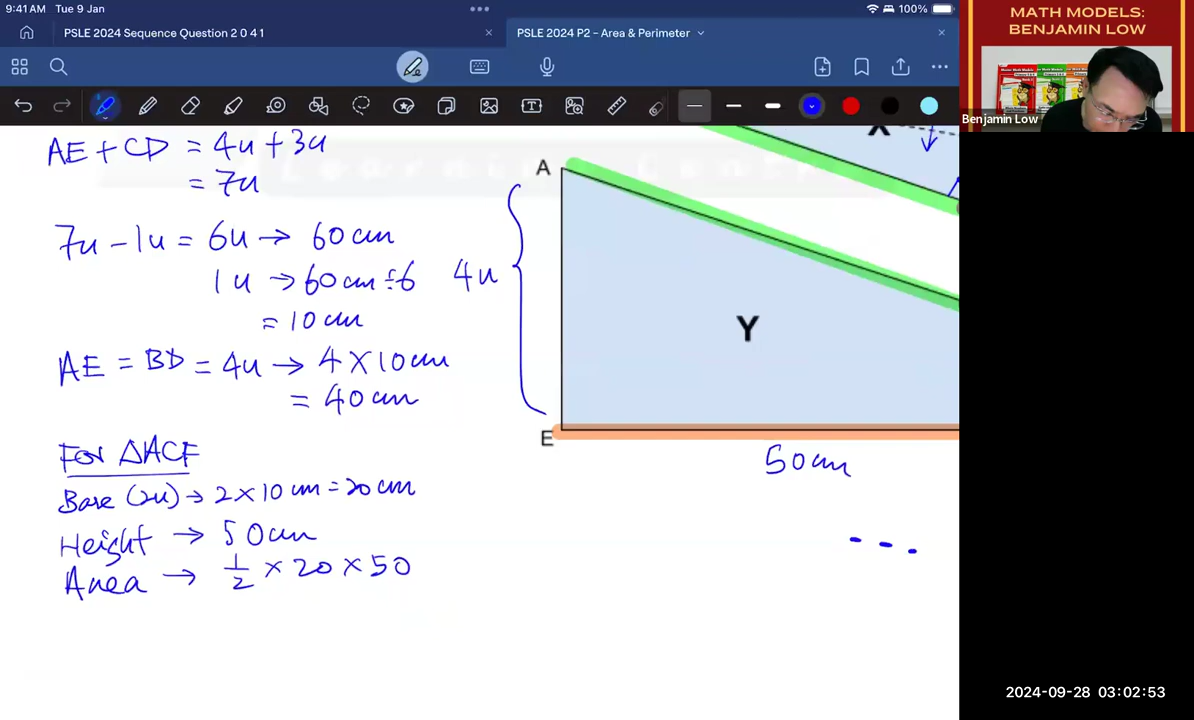 9:41 AM Tue 9 Jan
100%
PSLE 2024 Sequence Question 2 0 4 1
PSLE 2024 P2 – Area & Perimeter
MATH MODELS:
BENJAMIN LOW
Benjamin Low
AE + CD = 4u + 3u
= 7u
7u - 1u = 6u → 60 cm
1u → 60 cm ÷ 6
= 10 cm
AE = BD = 4u → 4 × 10 cm
= 40 cm
For △ACF
Base (2u) → 2 × 10 cm = 20 cm
Height → 50 cm
Area → 1/2 × 20 × 50
Learning Cent
X
A
4u
Y
E
50 cm
2024-09-28 03:02:53